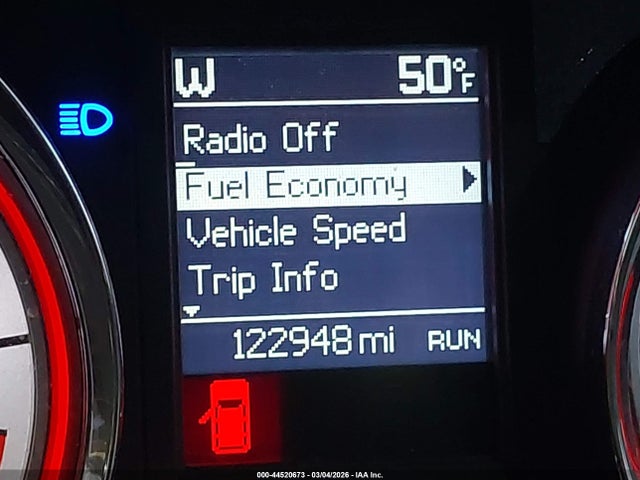 W 50°F
Radio Off
Fuel Economy
Vehicle Speed
Trip Info
122948 mi RUN
000-44520673 - 03/04/2026 - IAA Inc.